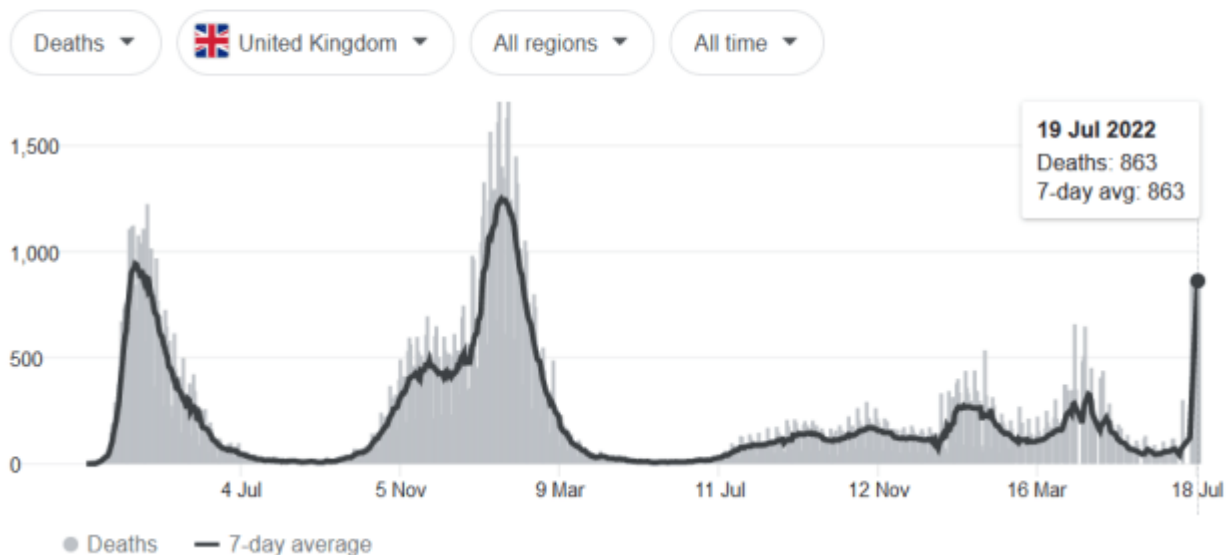 Deaths United Kingdom All regions All time
19 Jul 2022
Deaths: 863
7-day avg: 863
1,500
1,000
500
0
4 Jul 5 Nov 9 Mar 11 Jul 12 Nov 16 Mar 18 Jul
Deaths 7-day average